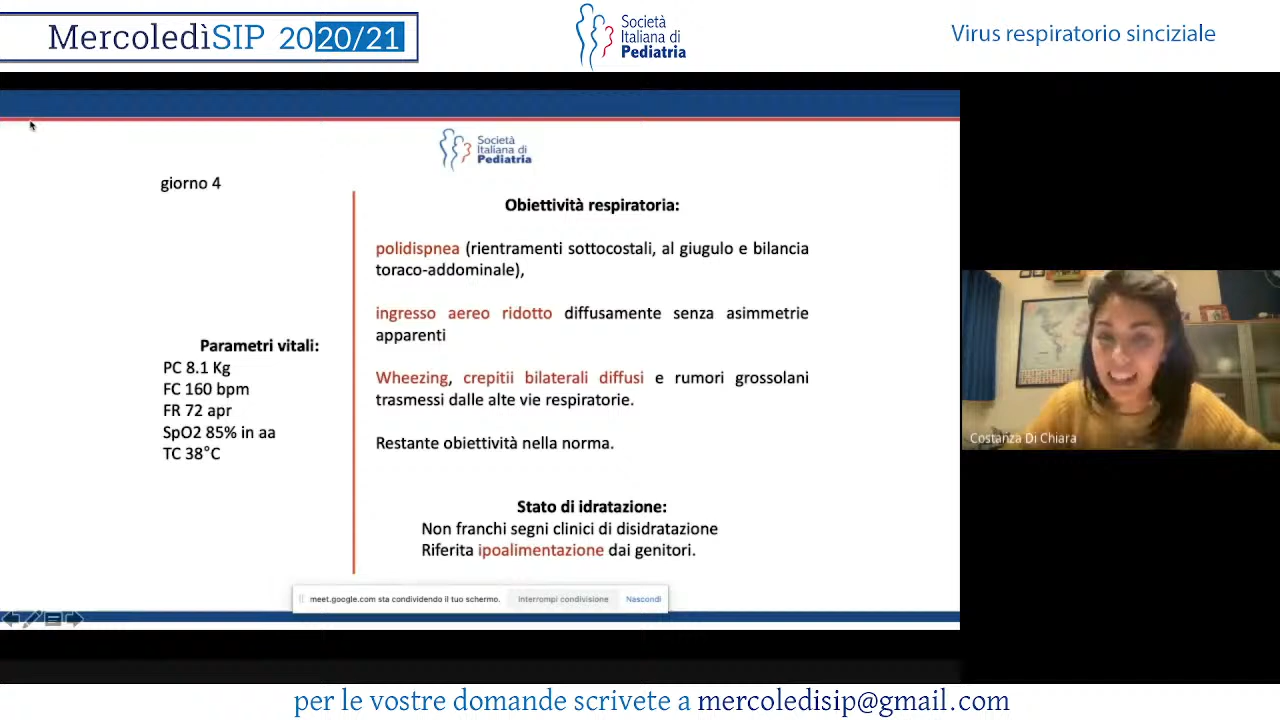 MercoledìSIP 2020/21
Società
Italiana di
Pediatria
Virus respiratorio sinciziale
Società
Italiana di
Pediatria
giorno 4
Parametri vitali:
PC 8.1 Kg
FC 160 bpm
FR 72 apr
SpO2 85% in aa
TC 38°C
Obiettività respiratoria:
polidispnea (rientramenti sottocostali, al giugulo e bilancia
toraco-addominale),
ingresso aereo ridotto diffusamente senza asimmetrie
apparenti
Wheezing, crepitii bilaterali diffusi e rumori grossolani
trasmessi dalle alte vie respiratorie.
Restante obiettività nella norma.
Stato di idratazione:
Non franchi segni clinici di disidratazione
Riferita ipoalimentazione dai genitori.
meet.google.com sta condividendo il tuo schermo. Interrompi condivisione Nascondi
Costanza Di Chiara
per le vostre domande scrivete a mercoledisip@gmail.com